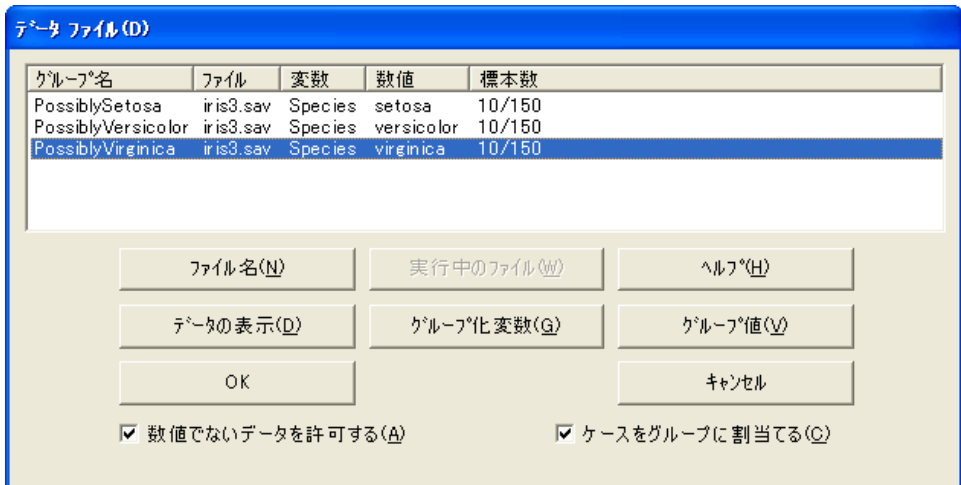 データ ファイル(D)
グループ名 ファイル 変数 数値 標本数
PossiblySetosa iris3.sav Species setosa 10/150
PossiblyVersicolor iris3.sav Species versicolor 10/150
PossiblyVirginica iris3.sav Species virginica 10/150
ファイル名(N) 実行中のファイル(W) ヘルプ(H)
データの表示(D) グループ化変数(G) グループ値(V)
OK キャンセル
数値でないデータを許可する(A) ケースをグループに割当てる(C)